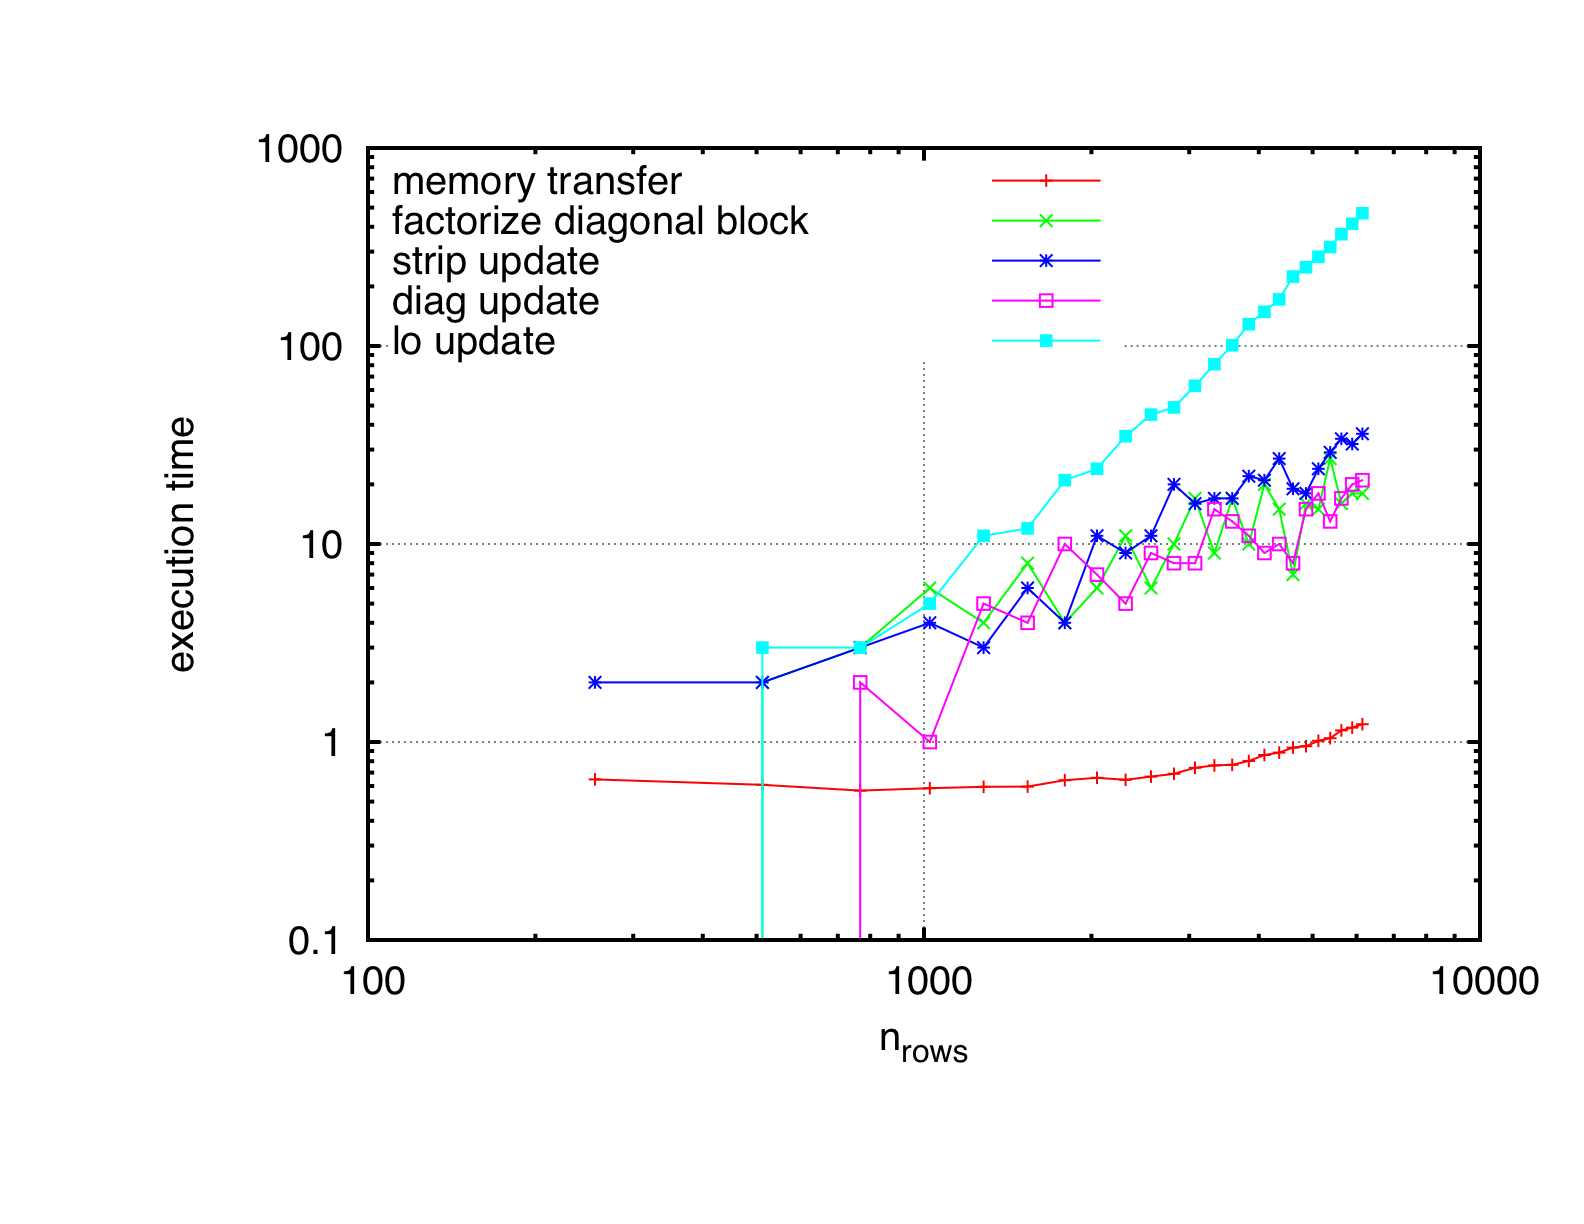 1000
memory transfer
factorize diagonal block
strip update
diag update
lo update
100
execution time
10
1
0.1
100
1000
10000
n_rows